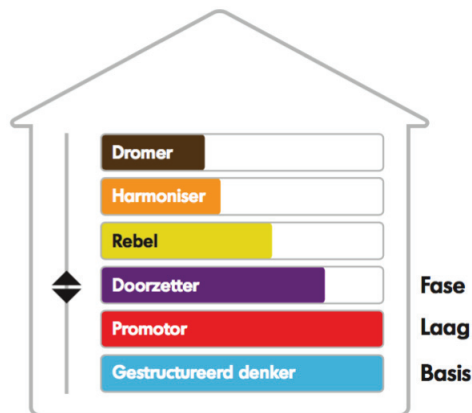 Dromer
Harmoniser
Rebel
Doorzetter Fase
Promotor Laag
Gestructureerd denker Basis